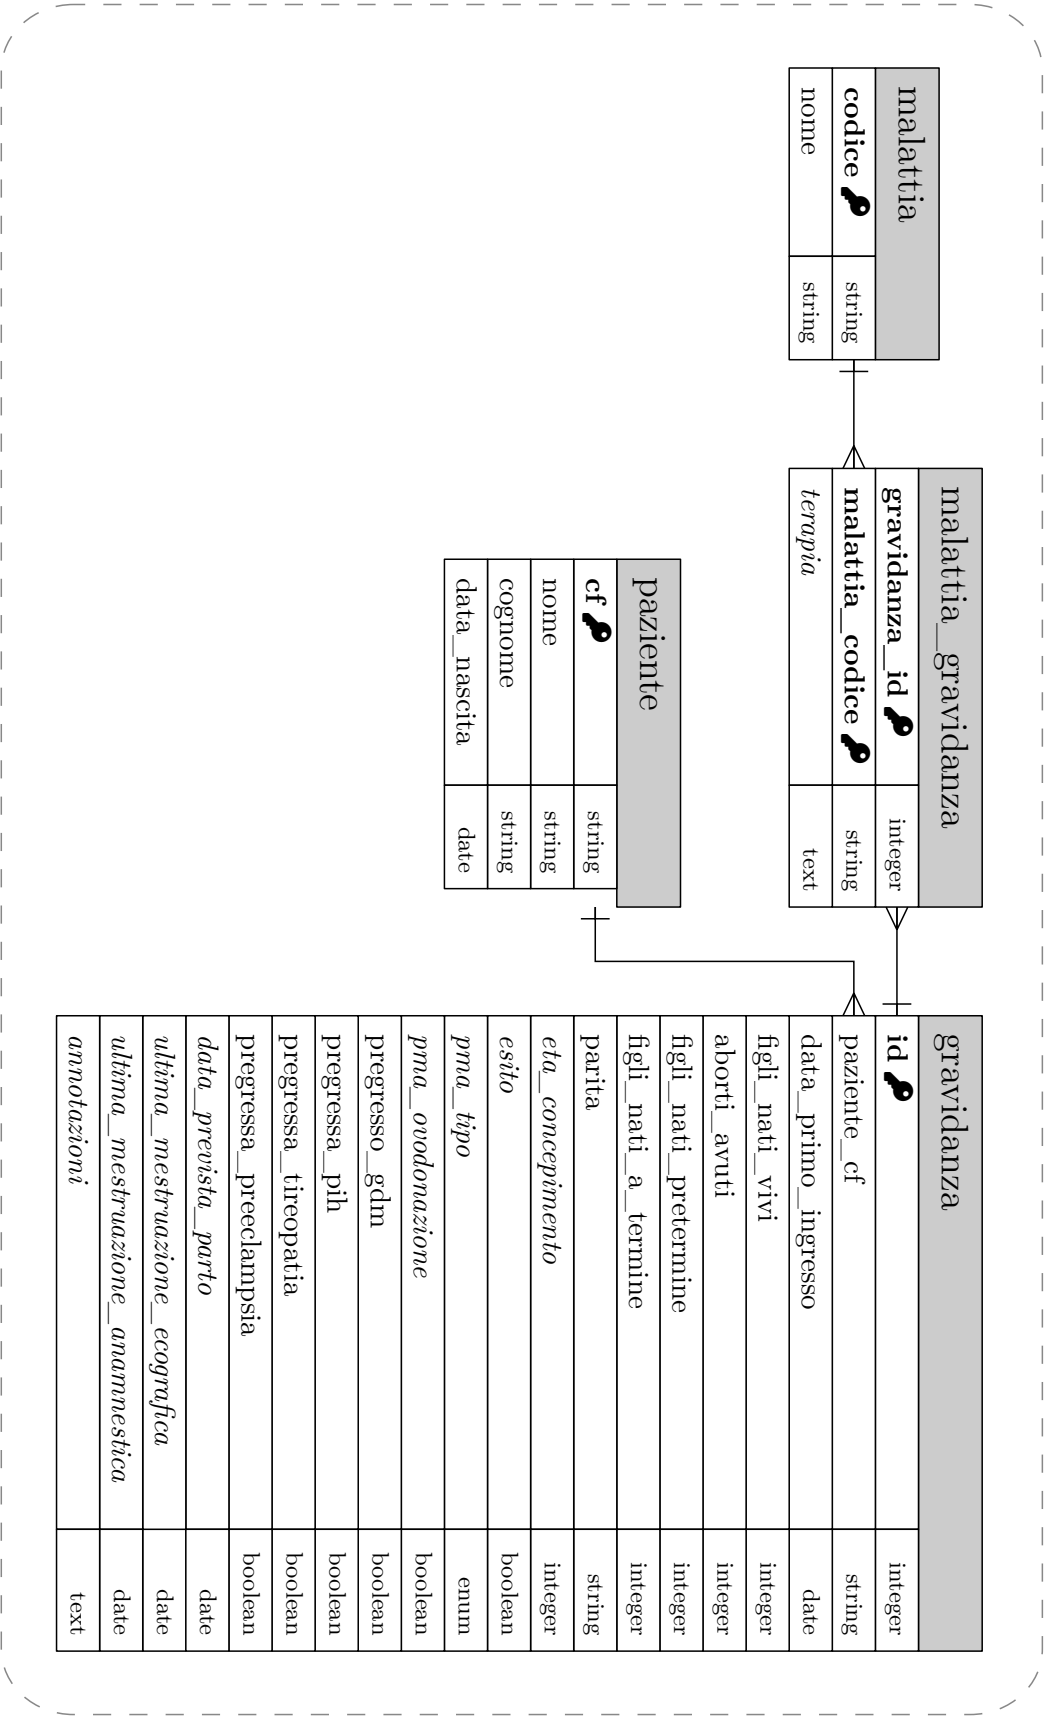 malattia
codice string
nome string
malattia_gravidanza
gravidanza_id integer
malattia_codice string
terapia text
paziente
cf string
nome string
cognome string
data_nascita date
gravidanza
id integer
paziente_cf string
data_primo_ingresso date
figli_nati_vivi integer
aborti_avuti integer
figli_nati_pretermine integer
figli_nati_a_termine integer
parita string
eta_concepimento integer
esito boolean
pma_tipo enum
pma_ovodonazione boolean
pregresso_gdm boolean
pregressa_pih boolean
pregressa_tireopatia boolean
pregressa_preeclampsia boolean
data_prevista_parto date
ultima_mestruazione_ecografica date
ultima_mestruazione_anamnestica date
annotazioni text